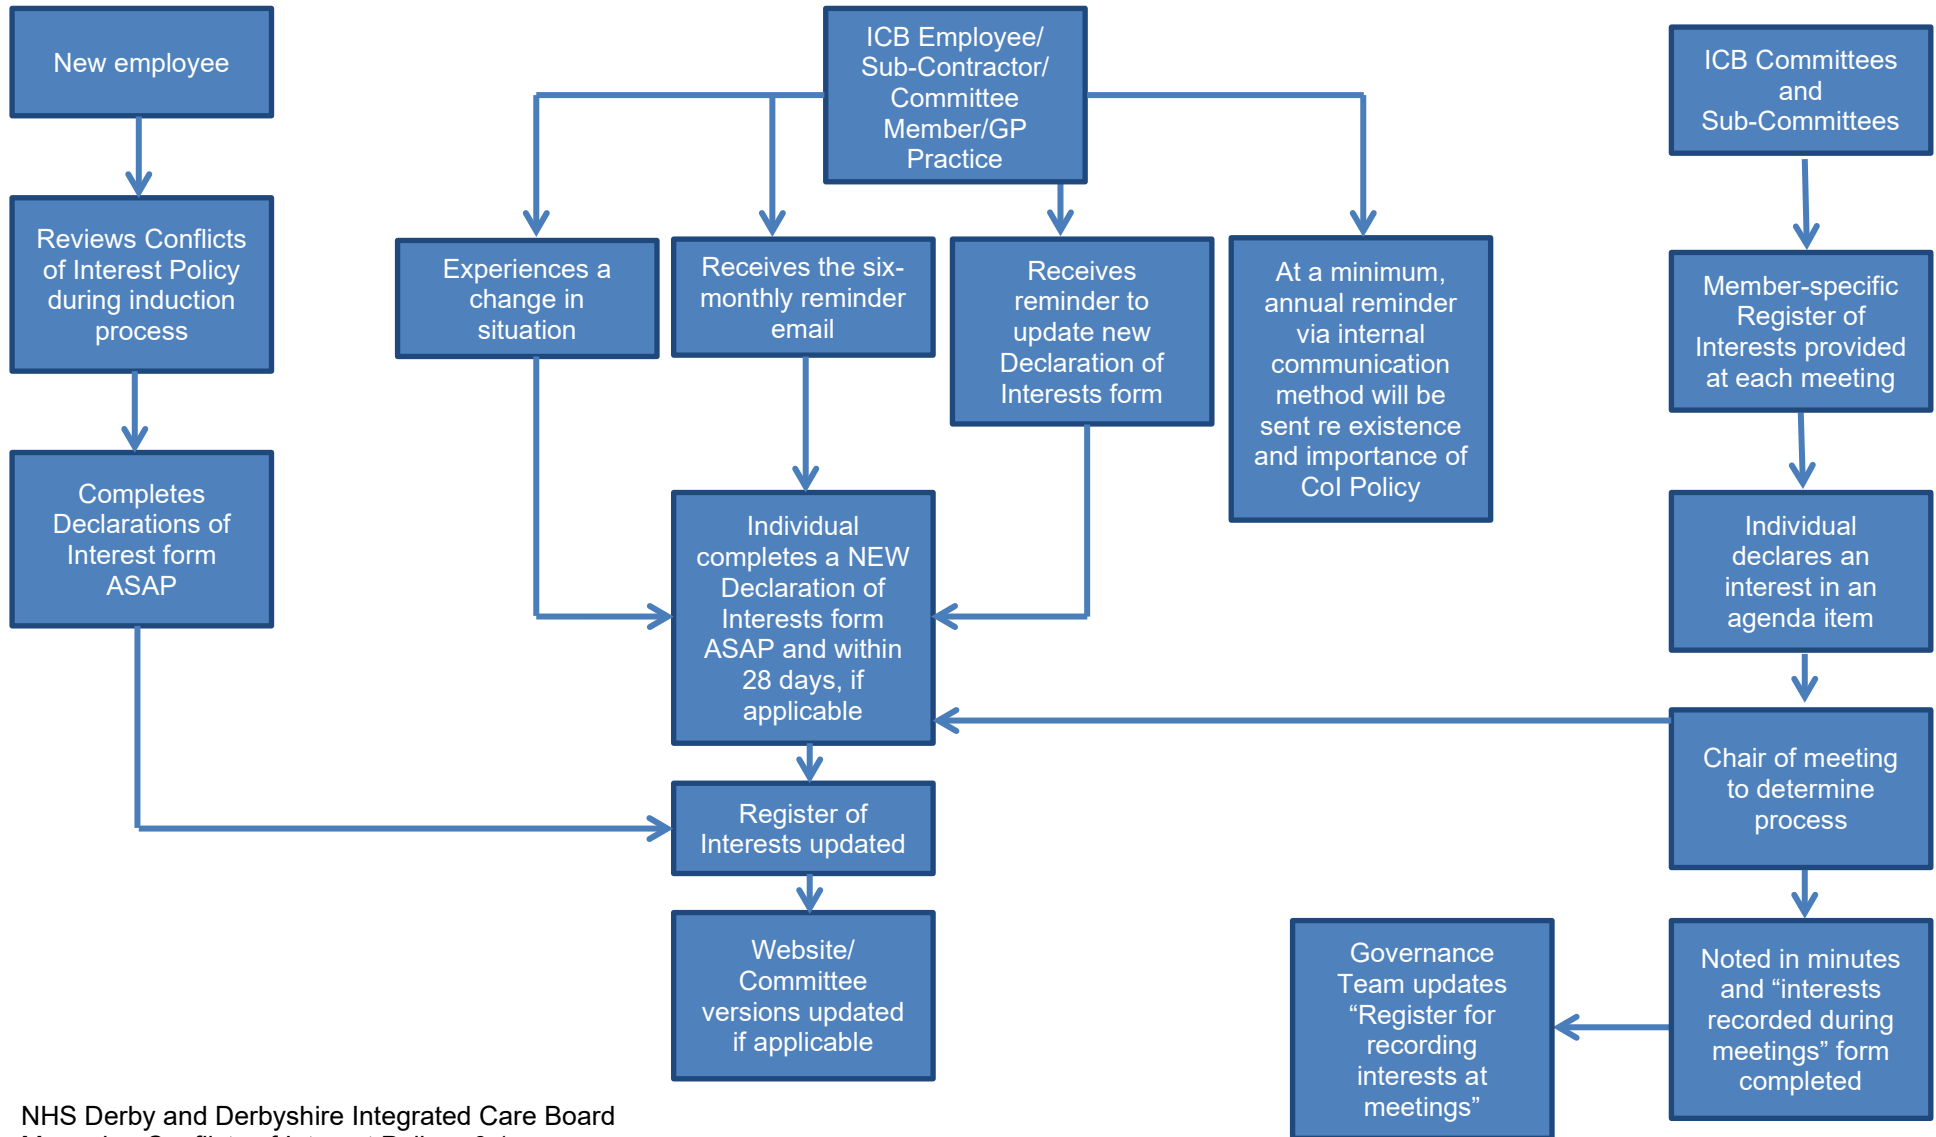 New employee
Reviews Conflicts
of Interest Policy
during induction
process
Completes
Declarations of
Interest form
ASAP
ICB Employee/
Sub-Contractor/
Committee
Member/GP
Practice
Experiences a
change in
situation
Receives the six-
monthly reminder
email
Receives
reminder to
update new
Declaration of
Interests form
At a minimum,
annual reminder
via internal
communication
method will be
sent re existence
and importance of
CoI Policy
Individual
completes a NEW
Declaration of
Interests form
ASAP and within
28 days, if
applicable
Register of
Interests updated
Website/
Committee
versions updated
if applicable
ICB Committees
and
Sub-Committees
Member-specific
Register of
Interests provided
at each meeting
Individual
declares an
interest in an
agenda item
Chair of meeting
to determine
process
Noted in minutes
and “interests
recorded during
meetings” form
completed
Governance
Team updates
“Register for
recording
interests at
meetings”
NHS Derby and Derbyshire Integrated Care Board